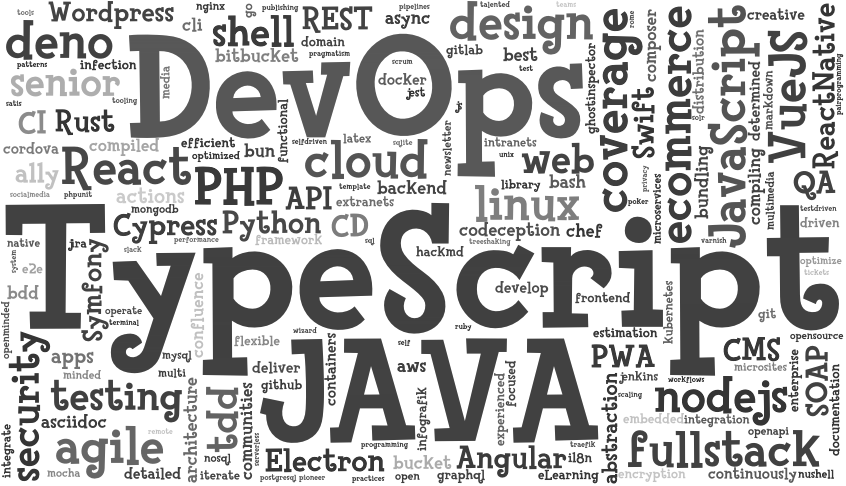 tools
Wordpress
nginx
go
publishing
REST
pipelines
async
talented
teams
deno
cli
shell
domain
pragmatism
design
rome
composer
creative
patterns
infection
DevOps
bitbucket
scrum
docker
jest
gitlab
best
test
coverage
Swift
ecommerce
distribution
solr
JavaScript
determined
markdown
VueJS
ReactNative
pairprogramming
senior
media
satis
tooling
ghostinspector
CI
Rust
functional
selfdriven
latex
sqlite
newsletter
intranets
unix
cordova
compiled
efficient
optimized
bun
cloud
web
privacy
bundling
compiling
multimedia
ally
React
PHP
API
template
extranets
backend
library
bash
poker
microservices
QA
socialmedia
phpunit
actions
mongodb
linux
testdriven
driven
Cypress
Python
CD
codeception
chef
varnish
native
jra
performance
framework
sql
treeshaking
hackmd
TypeScript
slack
system
e2e
Symfony
develop
frontend
kubernetes
optimize
tickets
bdd
confluence
operate
terminal
git
openminded
wizard
ruby
estimation
opensource
flexible
self
JAVA
PWA
CMS
security
apps
mysql
minded
multi
deliver
github
containers
aws
jenkins
microsites
workflows
enterprise
SOAP
documentation
testing
architecture
tdd
communities
infografik
experienced
focused
abstraction
scaling
nodejs
asciidoc
embedded
integration
openapi
integrate
agile
remote
serverless
programming
traefik
fullstack
nosql
Electron
bucket
Angular
i18n
mocha
detailed
iterate
postgresql
pioneer
practices
open
graphql
eLearning
encryption
continuously
nushell